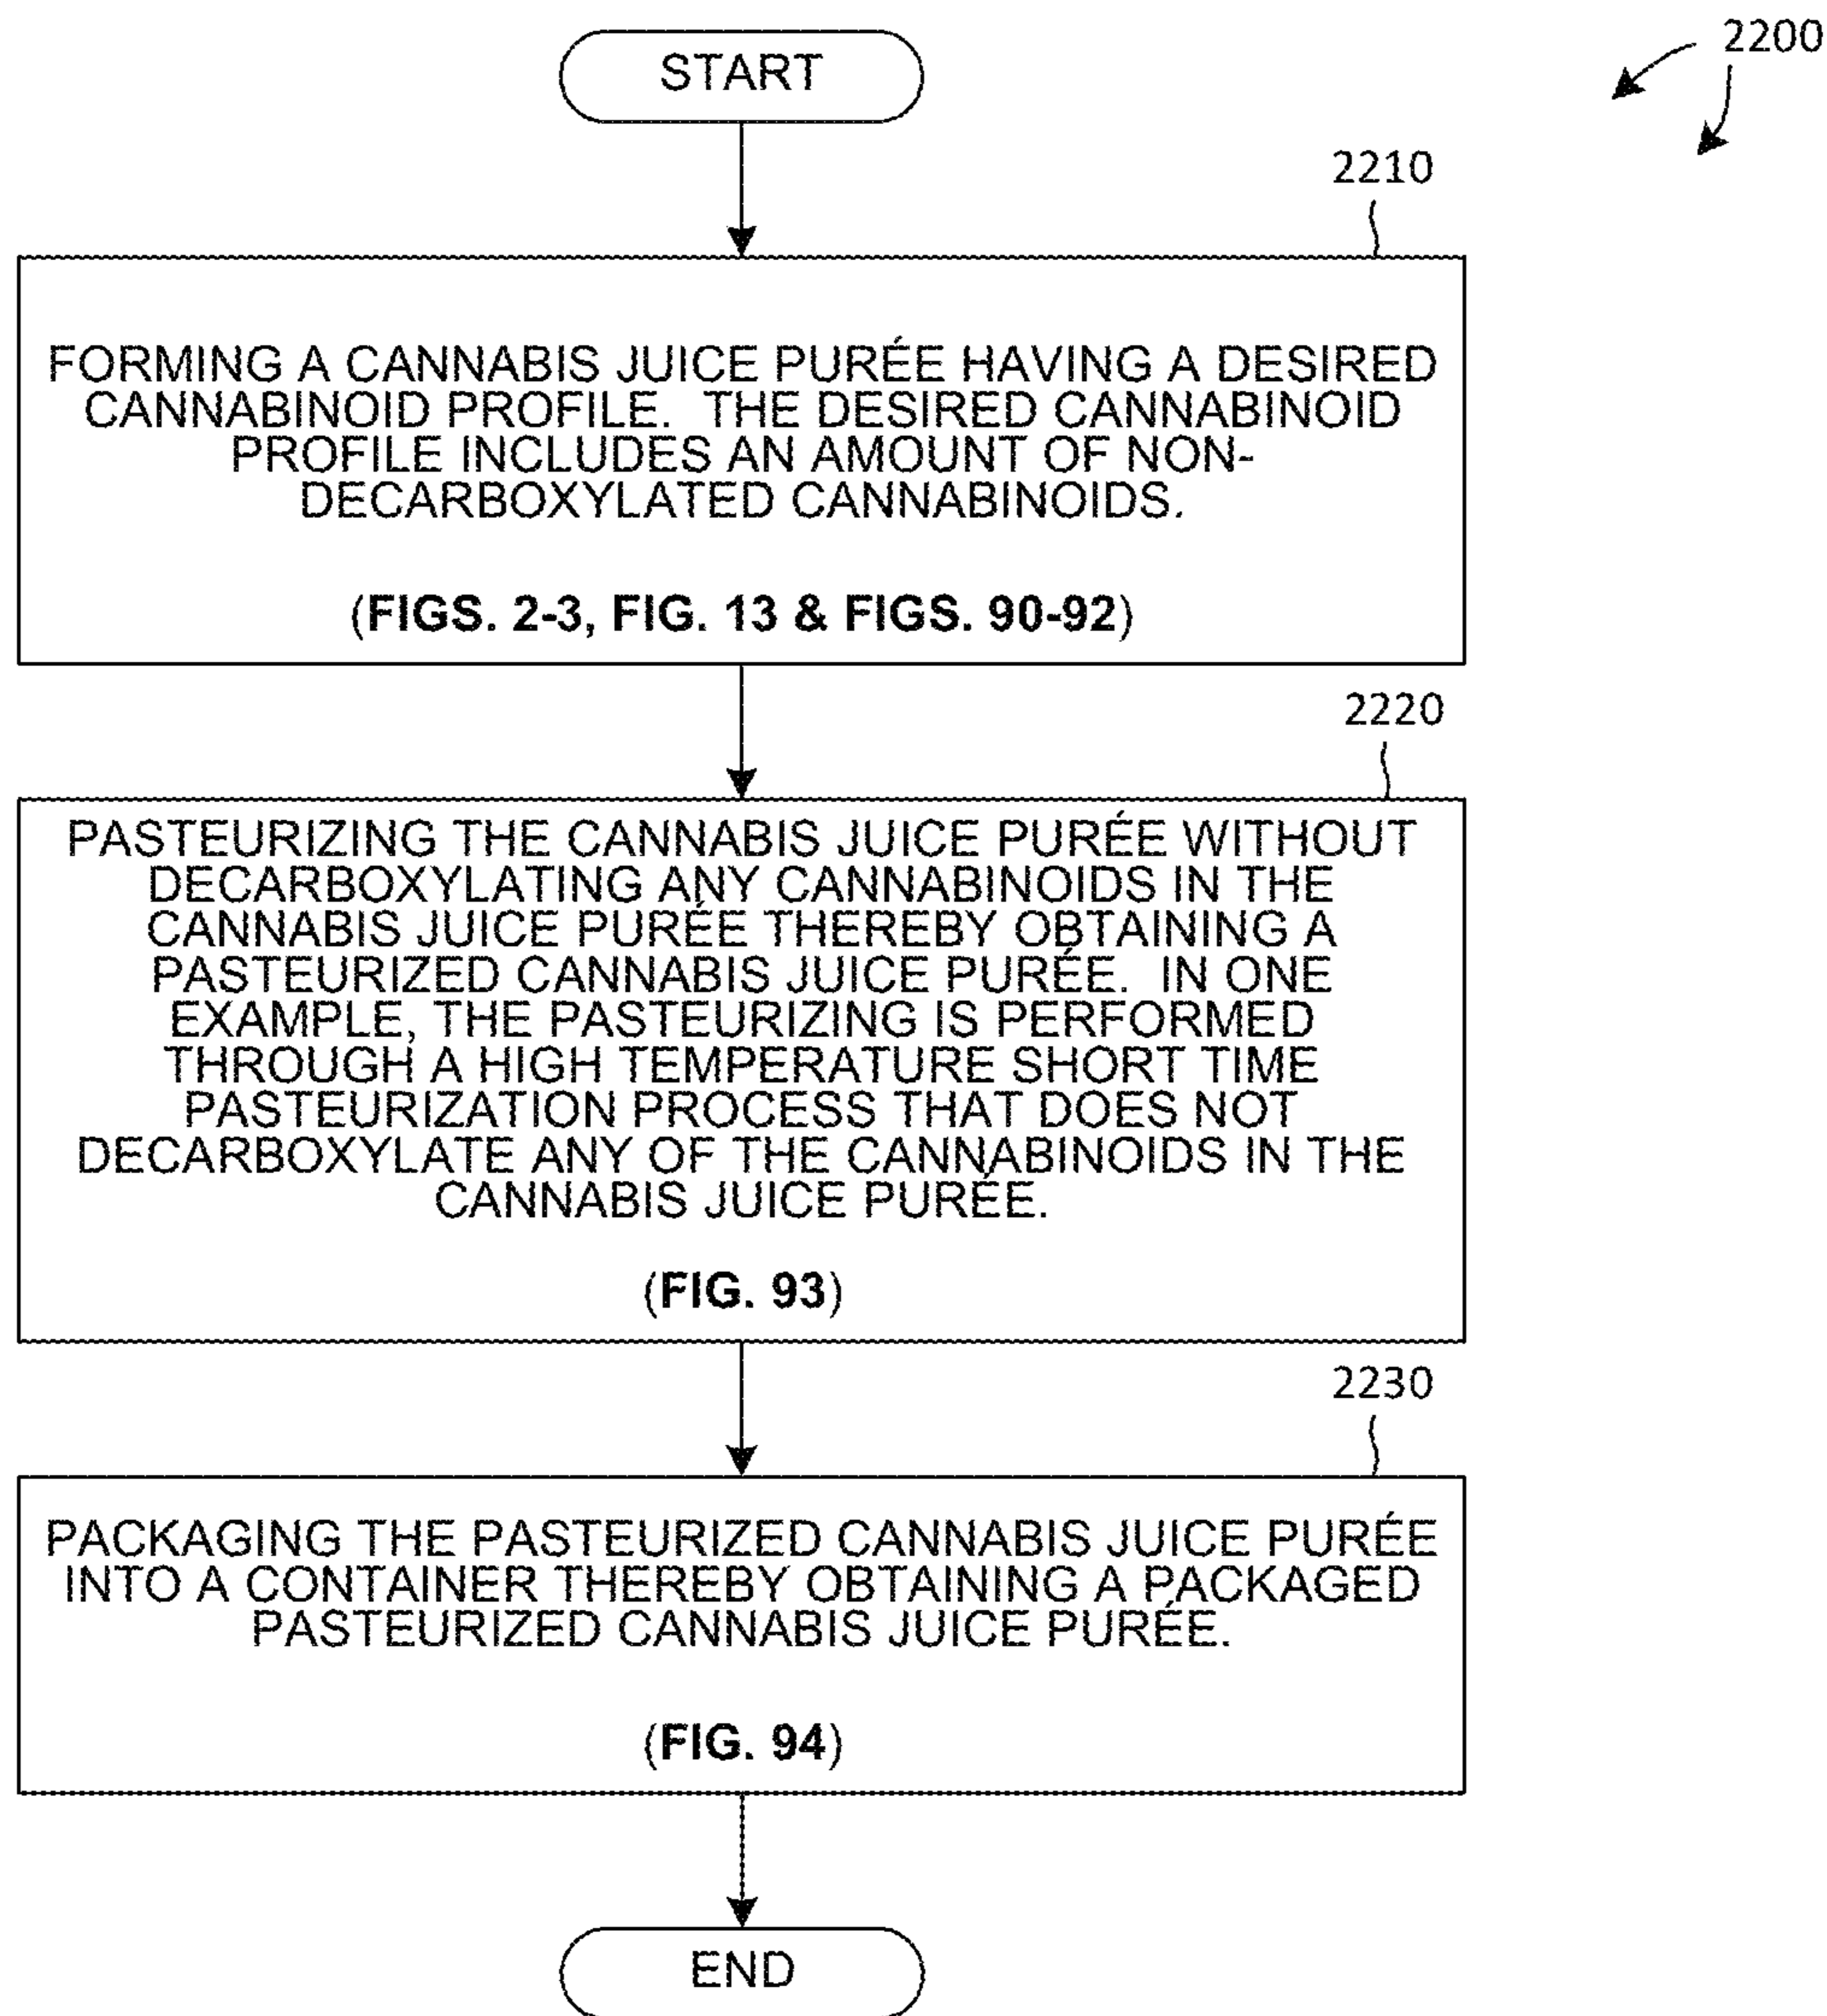 START
2200
2210
FORMING A CANNABIS JUICE PURÉE HAVING A DESIRED
CANNABINOID PROFILE. THE DESIRED CANNABINOID
PROFILE INCLUDES AN AMOUNT OF NON-
DECARBOXYLATED CANNABINOIDS.
(FIGS. 2-3, FIG. 13 & FIGS. 90-92)
2220
PASTEURIZING THE CANNABIS JUICE PURÉE WITHOUT
DECARBOXYLATING ANY CANNABINOIDS IN THE
CANNABIS JUICE PURÉE THEREBY OBTAINING A
PASTEURIZED CANNABIS JUICE PURÉE. IN ONE
EXAMPLE, THE PASTEURIZING IS PERFORMED
THROUGH A HIGH TEMPERATURE SHORT TIME
PASTEURIZATION PROCESS THAT DOES NOT
DECARBOXYLATE ANY OF THE CANNABINOIDS IN THE
CANNABIS JUICE PURÉE.
(FIG. 93)
2230
PACKAGING THE PASTEURIZED CANNABIS JUICE PURÉE
INTO A CONTAINER THEREBY OBTAINING A PACKAGED
PASTEURIZED CANNABIS JUICE PURÉE.
(FIG. 94)
END